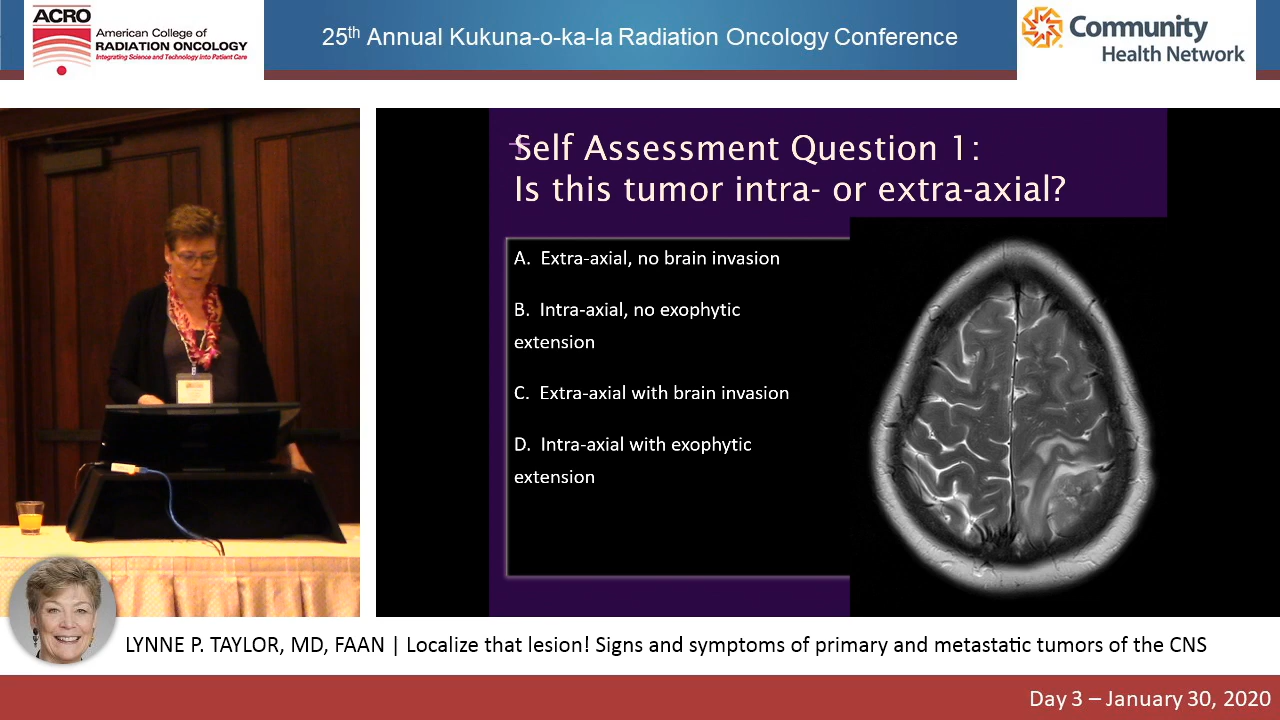 ACRO
American College of
RADIATION ONCOLOGY
Integrating Science and Technology Into Patient Care
25th Annual Kukuna-o-ka-la Radiation Oncology Conference
Community
Health Network
Self Assessment Question 1:
Is this tumor intra- or extra-axial?
A. Extra-axial, no brain invasion
B. Intra-axial, no exophytic
extension
C. Extra-axial with brain invasion
D. Intra-axial with exophytic
extension
LYNNE P. TAYLOR, MD, FAAN | Localize that lesion! Signs and symptoms of primary and metastatic tumors of the CNS
Day 3 – January 30, 2020